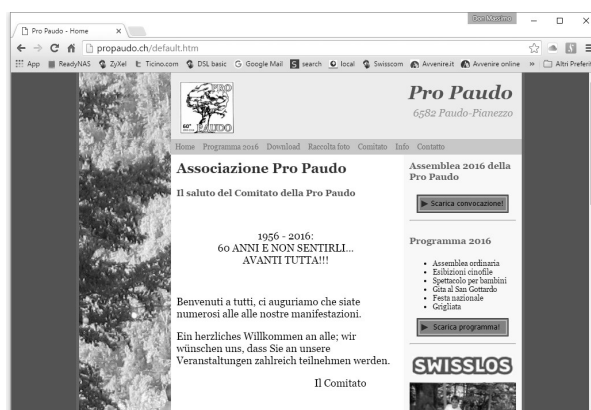 Don Massimo
Pro Paudo - Home
propaudo.ch/default.htm
App ReadyNAS ZyXel Ticino.com DSL basic Google Mail search local Swisscom Avvenire.it Avvenire online » Altri Preferiti
PRO
PAUDO
60°
Pro Paudo
6582 Paudo-Pianezzo
Home Programma 2016 Download Raccolta foto Comitato Info Contatto
Associazione Pro Paudo
Il saluto del Comitato della Pro Paudo
1956 - 2016:
60 ANNI E NON SENTIRLI...
AVANTI TUTTA!!!
Benvenuti a tutti, ci auguriamo che siate
numerosi alle alle nostre manifestazioni.
Ein herzliches Willkommen an alle; wir
wünschen uns, dass Sie an unsere
Veranstaltungen zahlreich teilnehmen werden.
Il Comitato
Assemblea 2016 della
Pro Paudo
Scarica convocazione!
Programma 2016
Assemblea ordinaria
Esibizioni cinofile
Spettacolo per bambini
Gita al San Gottardo
Festa nazionale
Grigliata
Scarica programma!
SWISSLOS